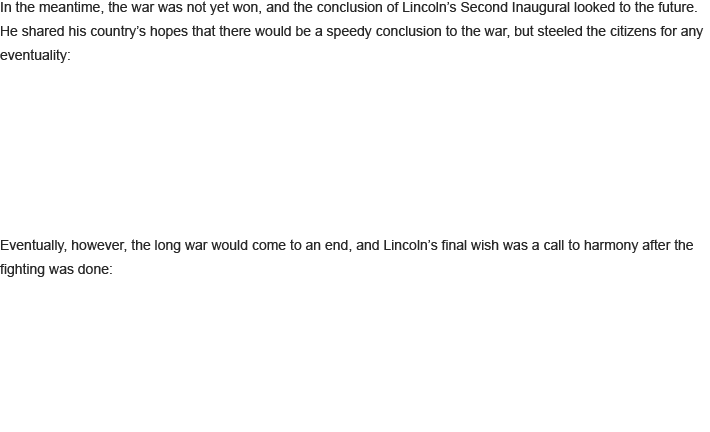 In the meantime, the war was not yet won, and the conclusion of Lincoln’s Second Inaugural looked to the future.
He shared his country’s hopes that there would be a speedy conclusion to the war, but steeled the citizens for any
eventuality:
Eventually, however, the long war would come to an end, and Lincoln’s final wish was a call to harmony after the
fighting was done: